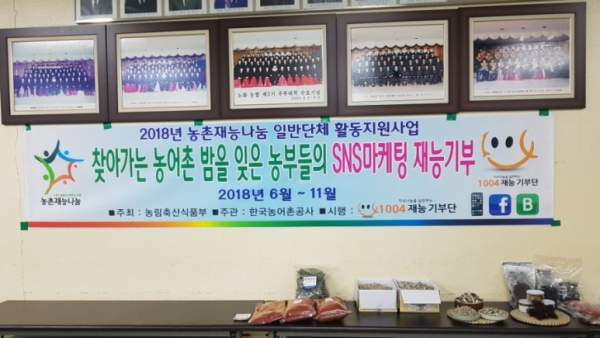 2018년 농촌재능나눔 일반단체 활동지원사업
찾아가는 농어촌 밤을 잊은 농부들의 SNS마케팅 재능기부
2018년 6월 ~ 11월
■주최 : 농림축산식품부 ■주관 : 한국농어촌공사 ■시행 : 1004 재능기부단
농촌재능나눔
1004 재능 기부단
f B